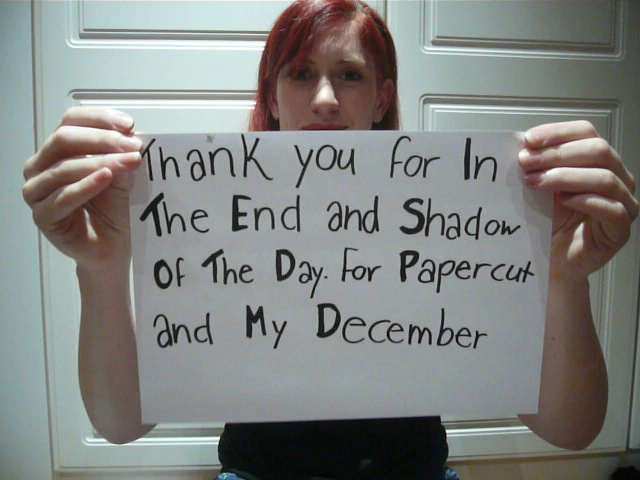 Thank you for In
The End and Shadow
Of The Day. For Papercut
and My December